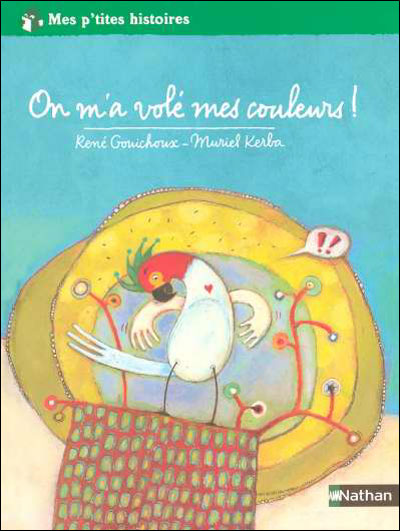 Mes p'tites histoires
On m'a volé mes couleurs !
René Gouichoux - Muriel Kerba
!!
Nathan